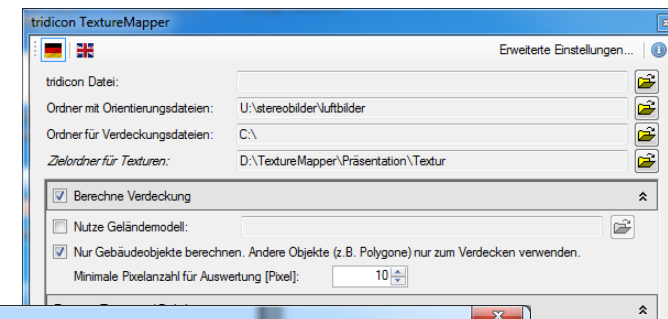 tridicon TextureMapper
Erweiterte Einstellungen...
tridicon Datei:
Ordner mit Orientierungsdateien: U:\stereobilder\luftbilder
Ordner für Verdeckungsdateien: C:\
Zielordner für Texturen: D:\TextureMapper\Präsentation\Textur
Berechne Verdeckung
Nutze Geländemodell:
Nur Gebäudeobjekte berechnen. Andere Objekte (z.B. Polygone) nur zum Verdecken verwenden.
Minimale Pixelanzahl für Auswertung [Pixel]: 10